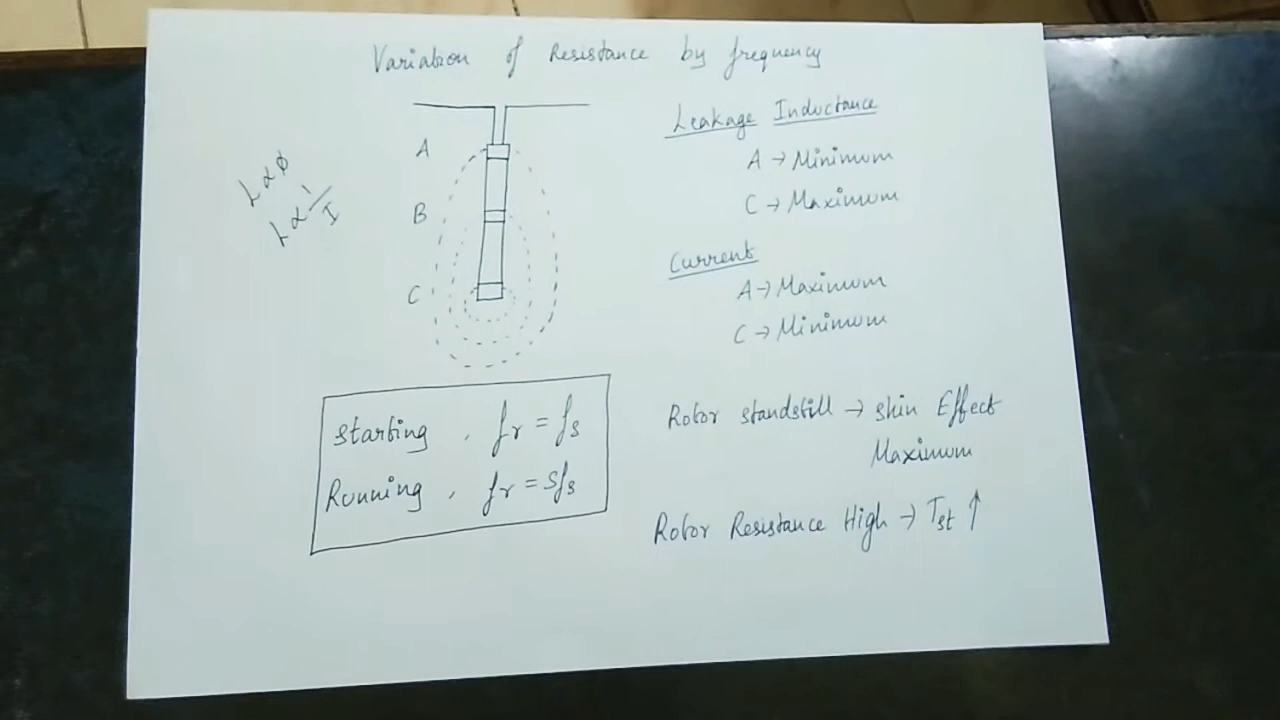 Variation of Resistance by frequency
L α φ
L α 1/I
A
B
C
Leakage Inductance
A → Minimum
C → Maximum
Current
A → Maximum
C → Minimum
starting , fr = fs
Running , fr = sfs
Rotor standstill → skin Effect
Maximum
Rotor Resistance High → Tst ↑